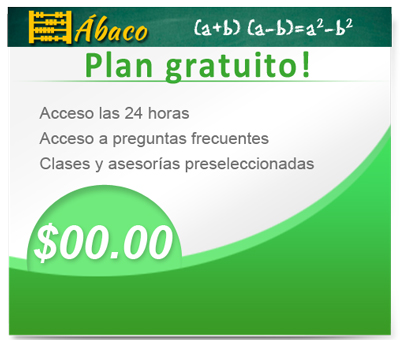 Ábaco (a+b) (a-b)=a²-b²
Plan gratuito!
Acceso las 24 horas
Acceso a preguntas frecuentes
Clases y asesorías preseleccionadas
$00.00